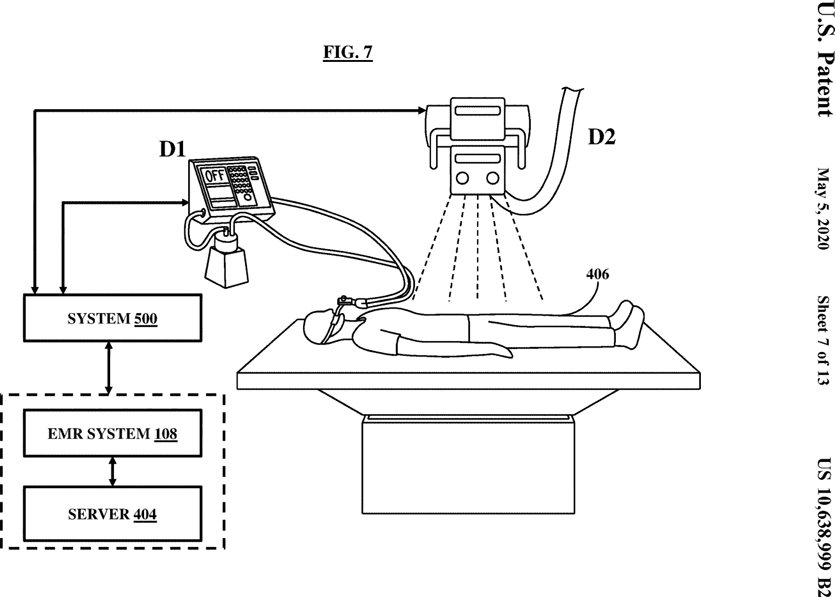 FIG. 7
D1
OFF
D2
406
SYSTEM 500
EMR SYSTEM 108
SERVER 404
U.S. Patent
May 5, 2020
Sheet 7 of 13
US 10,638,999 B2